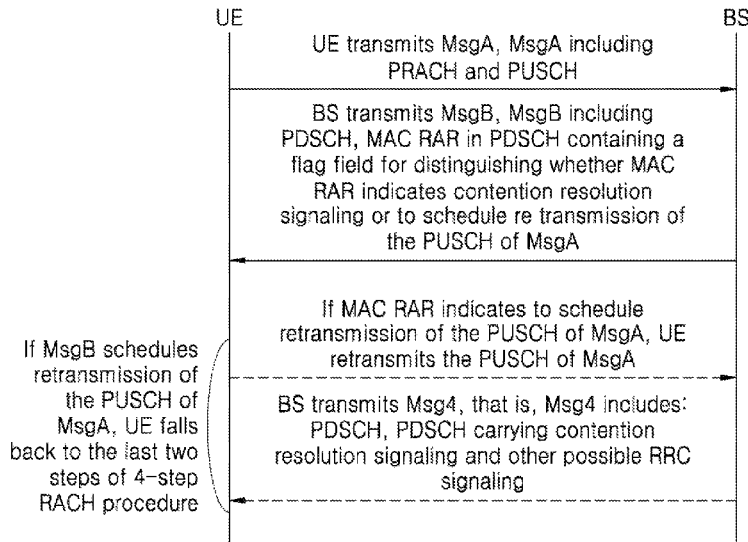 UE
BS
UE transmits MsgA, MsgA including
PRACH and PUSCH
BS transmits MsgB, MsgB including
PDSCH, MAC RAR in PDSCH containing a
flag field for distinguishing whether MAC
RAR indicates contention resolution
signaling or to schedule re transmission of
the PUSCH of MsgA
If MAC RAR indicates to schedule
retransmission of the PUSCH of MsgA, UE
retransmits the PUSCH of MsgA
If MsgB schedules
retransmission of
the PUSCH of
MsgA, UE falls
back to the last two
steps of 4-step
RACH procedure
BS transmits Msg4, that is, Msg4 includes:
PDSCH, PDSCH carrying contention
resolution signaling and other possible RRC
signaling